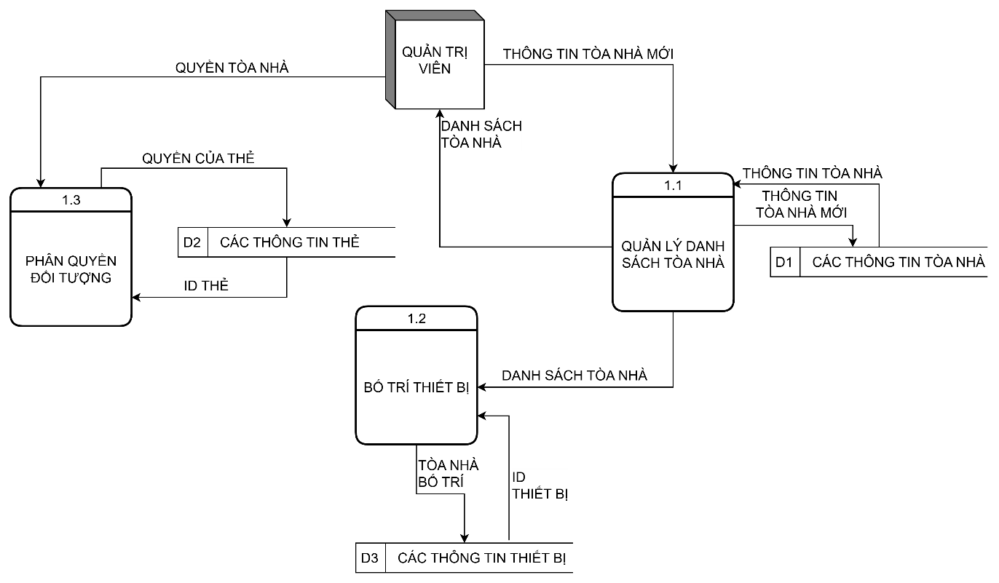 QUẢN TRỊ
VIÊN
THÔNG TIN TÒA NHÀ MỚI
QUYỀN TÒA NHÀ
DANH SÁCH
TÒA NHÀ
QUYỀN CỦA THẺ
1.3
PHÂN QUYỀN
ĐỐI TƯỢNG
D2 CÁC THÔNG TIN THẺ
ID THẺ
1.1
QUẢN LÝ DANH
SÁCH TÒA NHÀ
THÔNG TIN TÒA NHÀ
THÔNG TIN
TÒA NHÀ MỚI
D1 CÁC THÔNG TIN TÒA NHÀ
1.2
BỐ TRÍ THIẾT BỊ
DANH SÁCH TÒA NHÀ
TÒA NHÀ
BỐ TRÍ
ID
THIẾT BỊ
D3 CÁC THÔNG TIN THIẾT BỊ